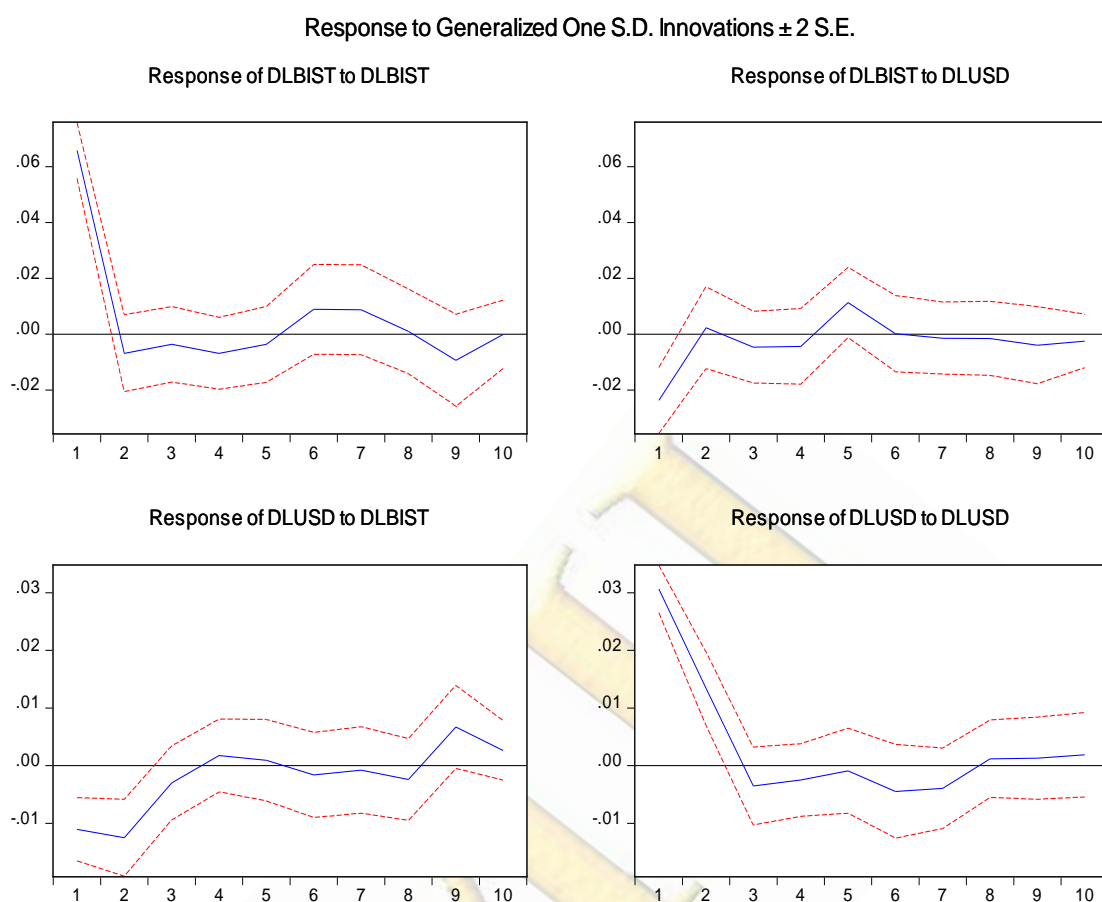 Response to Generalized One S.D. Innovations ± 2 S.E.
Response of DLBIST to DLBIST
.06
.04
.02
.00
-.02
1 2 3 4 5 6 7 8 9 10
Response of DLBIST to DLUSD
.06
.04
.02
.00
-.02
1 2 3 4 5 6 7 8 9 10
Response of DLUSD to DLBIST
.03
.02
.01
.00
-.01
1 2 3 4 5 6 7 8 9 10
Response of DLUSD to DLUSD
.03
.02
.01
.00
-.01
1 2 3 4 5 6 7 8 9 10